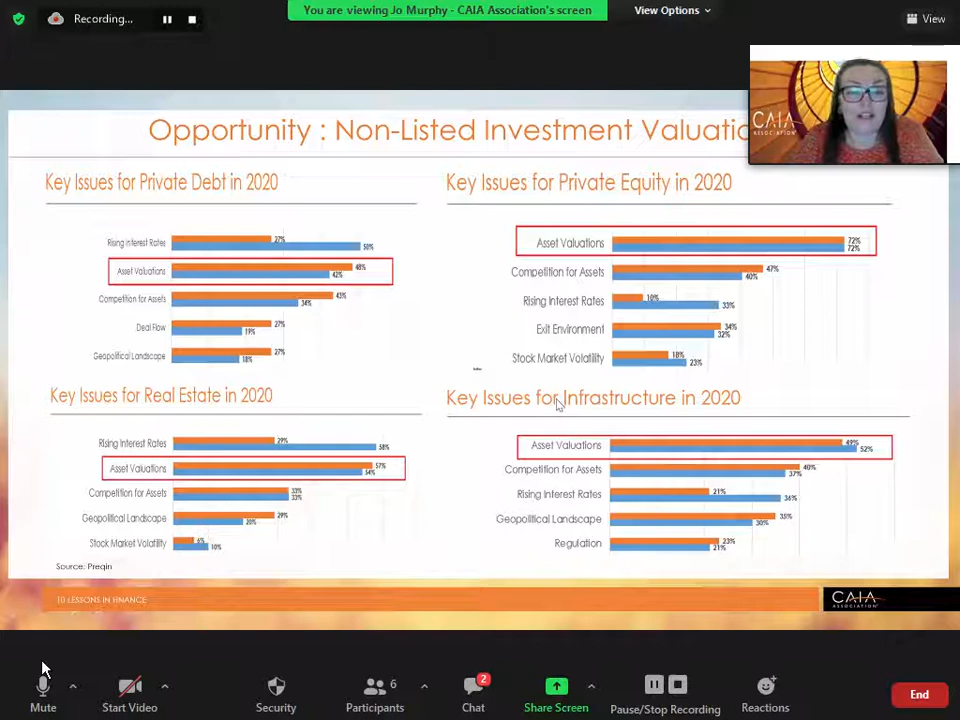 Recording...
You are viewing Jo Murphy - CAIA Association's screen
View Options
View
CAIA
ASSOCIATION
Opportunity : Non-Listed Investment Valuatio
Key Issues for Private Debt in 2020
Rising Interest Rates
27%
50%
Asset Valuations
48%
42%
Competition for Assets
43%
34%
Deal Flow
27%
19%
Geopolitical Landscape
27%
18%
Key Issues for Private Equity in 2020
Asset Valuations
72%
72%
Competition for Assets
47%
40%
Rising Interest Rates
10%
33%
Exit Environment
34%
32%
Stock Market Volatility
18%
23%
Key Issues for Real Estate in 2020
Rising Interest Rates
29%
58%
Asset Valuations
57%
54%
Competition for Assets
33%
33%
Geopolitical Landscape
29%
20%
Stock Market Volatility
6%
10%
Key Issues for Infrastructure in 2020
Asset Valuations
49%
52%
Competition for Assets
40%
37%
Rising Interest Rates
21%
36%
Geopolitical Landscape
35%
30%
Regulation
23%
21%
Source: Preqin
10 LESSONS IN FINANCE
CAIA
ASSOCIATION
Mute
Start Video
Security
6
Participants
2
Chat
Share Screen
Pause/Stop Recording
Reactions
End